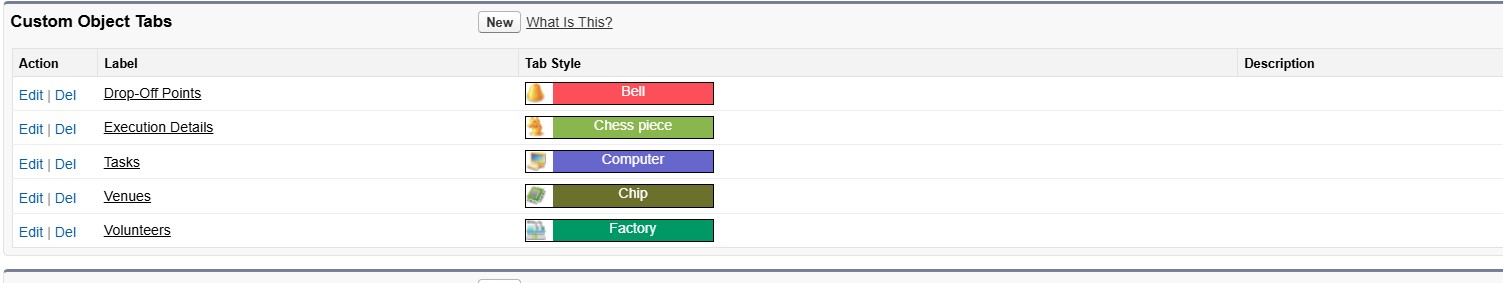 Custom Object Tabs New What Is This?
Action Label Tab Style Description
Edit | Del Drop-Off Points Bell
Edit | Del Execution Details Chess piece
Edit | Del Tasks Computer
Edit | Del Venues Chip
Edit | Del Volunteers Factory